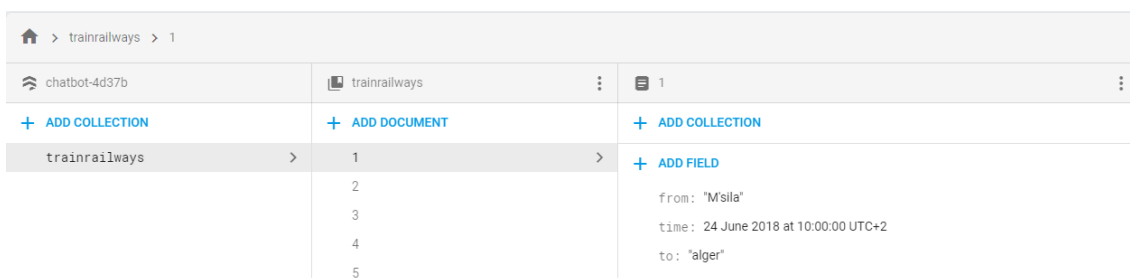 trainrailways > 1
chatbot-4d37b
trainrailways
1
+ ADD COLLECTION
+ ADD DOCUMENT
+ ADD COLLECTION
trainrailways >
1 >
2
3
4
5
+ ADD FIELD
from: "M'sila"
time: 24 June 2018 at 10:00:00 UTC+2
to: "alger"